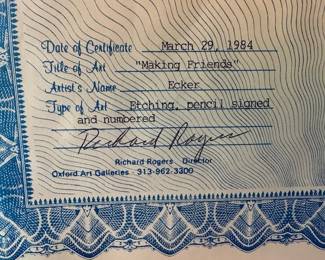 Date of Certificate March 29, 1984
Title of Art "Making Friends"
Artist's Name Ecker
Type of Art Etching, pencil signed
and numbered
Richard Rogers
Richard Rogers Director
Oxford Art Galleries 313-962-3300